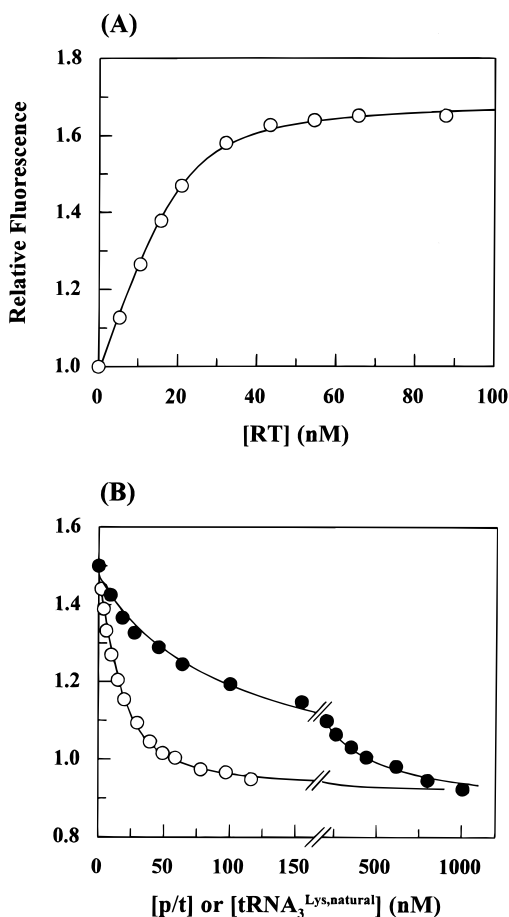 (A)
1.8
1.6
1.4
1.2
1.0
Relative Fluorescence
0 20 40 60 80 100
[RT] (nM)
(B)
1.6
1.4
1.2
1.0
0.8
0 50 100 150 500 1000
[p/t] or [tRNA₃ᴸʸˢ,ⁿᵃᵗᵘʳᵃˡ] (nM)